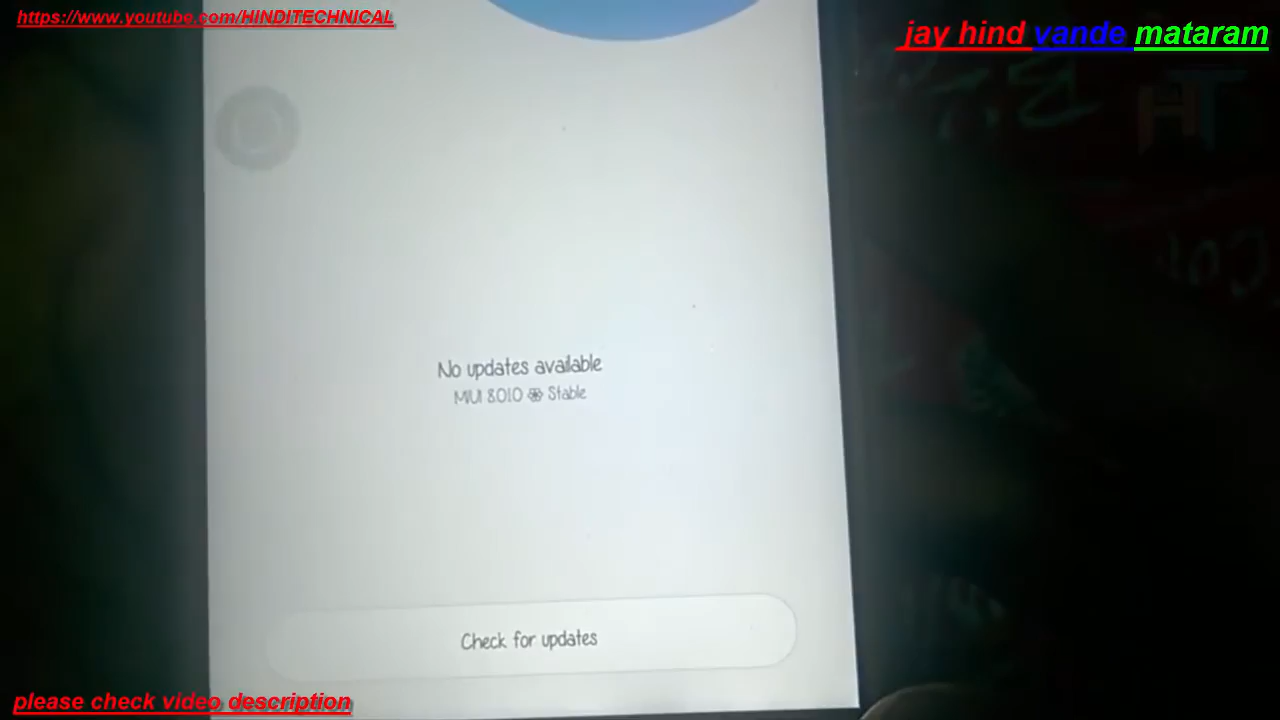 https://www.youtube.com/HINDITECHNICAL
jay hind vande mataram
HT
No updates available
MIUI 8.0.1.0 Stable
Check for updates
please check video description